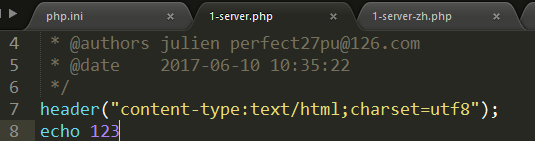 php.ini × 1-server.php × 1-server-zh.php ×
4 * @authors julien perfect27pu@126.com
5 * @date 2017-06-10 10:35:22
6 */
7 header("content-type:text/html;charset=utf8");
8 echo 123